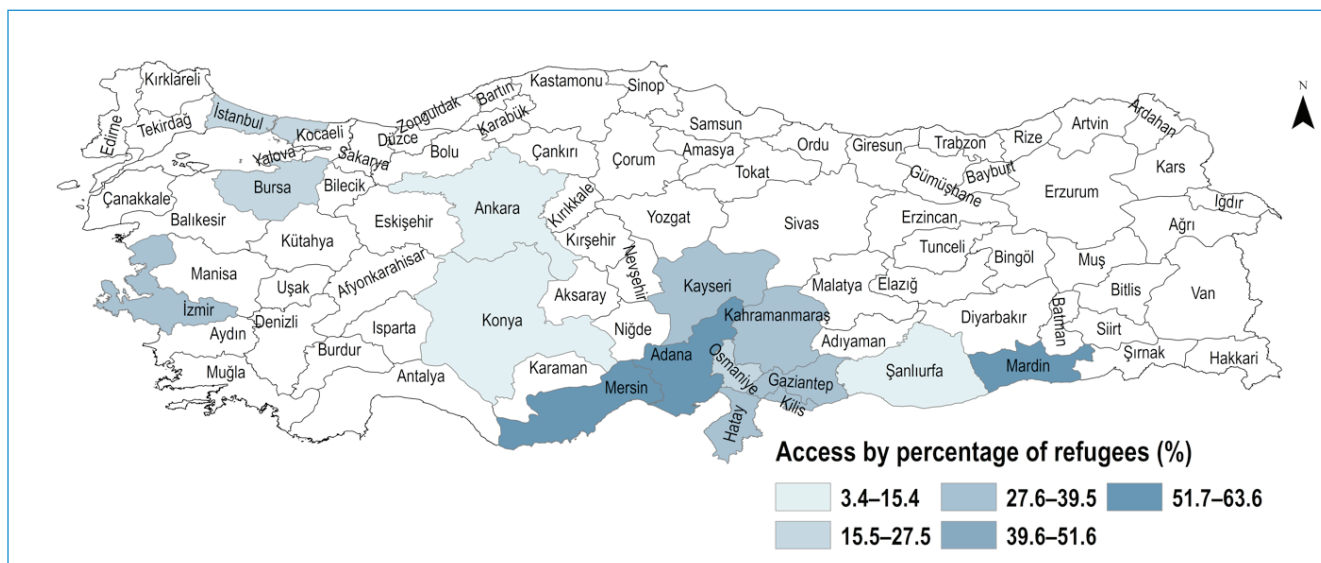 N
Kırklareli
Edirne
Tekirdağ
İstanbul
Kocaeli
Yalova
Sakarya
Düzce
Zonguldak
Bartın
Karabük
Kastamonu
Sinop
Bolu
Çankırı
Çorum
Samsun
Amasya
Tokat
Ordu
Giresun
Trabzon
Gümüşhane
Bayburt
Rize
Artvin
Ardahan
Kars
Iğdır
Erzurum
Ağrı
Çanakkale
Balıkesir
Bursa
Bilecik
Eskişehir
Kütahya
Ankara
Kırıkkale
Kırşehir
Yozgat
Sivas
Erzincan
Tunceli
Bingöl
Muş
Bitlis
Van
Manisa
İzmir
Uşak
Afyonkarahisar
Aydın
Denizli
Isparta
Burdur
Muğla
Antalya
Konya
Aksaray
Nevşehir
Niğde
Karaman
Kayseri
Kahramanmaraş
Malatya
Elazığ
Adıyaman
Diyarbakır
Batman
Siirt
Şırnak
Hakkari
Mersin
Adana
Osmaniye
Gaziantep
Kilis
Hatay
Şanlıurfa
Mardin
Access by percentage of refugees (%)
3.4–15.4 27.6–39.5 51.7–63.6
15.5–27.5 39.6–51.6